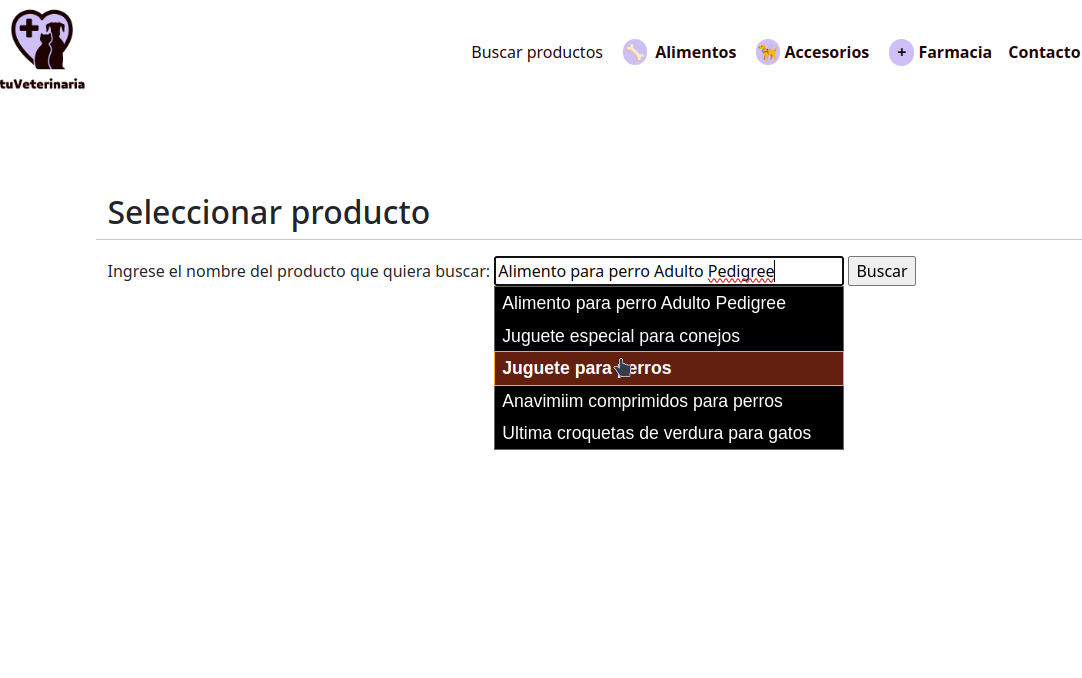 tuVeterinaria
Buscar productos Alimentos Accesorios + Farmacia Contacto
Seleccionar producto
Ingrese el nombre del producto que quiera buscar: Alimento para perro Adulto Pedigree Buscar
Alimento para perro Adulto Pedigree
Juguete especial para conejos
Juguete para perros
Anavimiim comprimidos para perros
Ultima croquetas de verdura para gatos